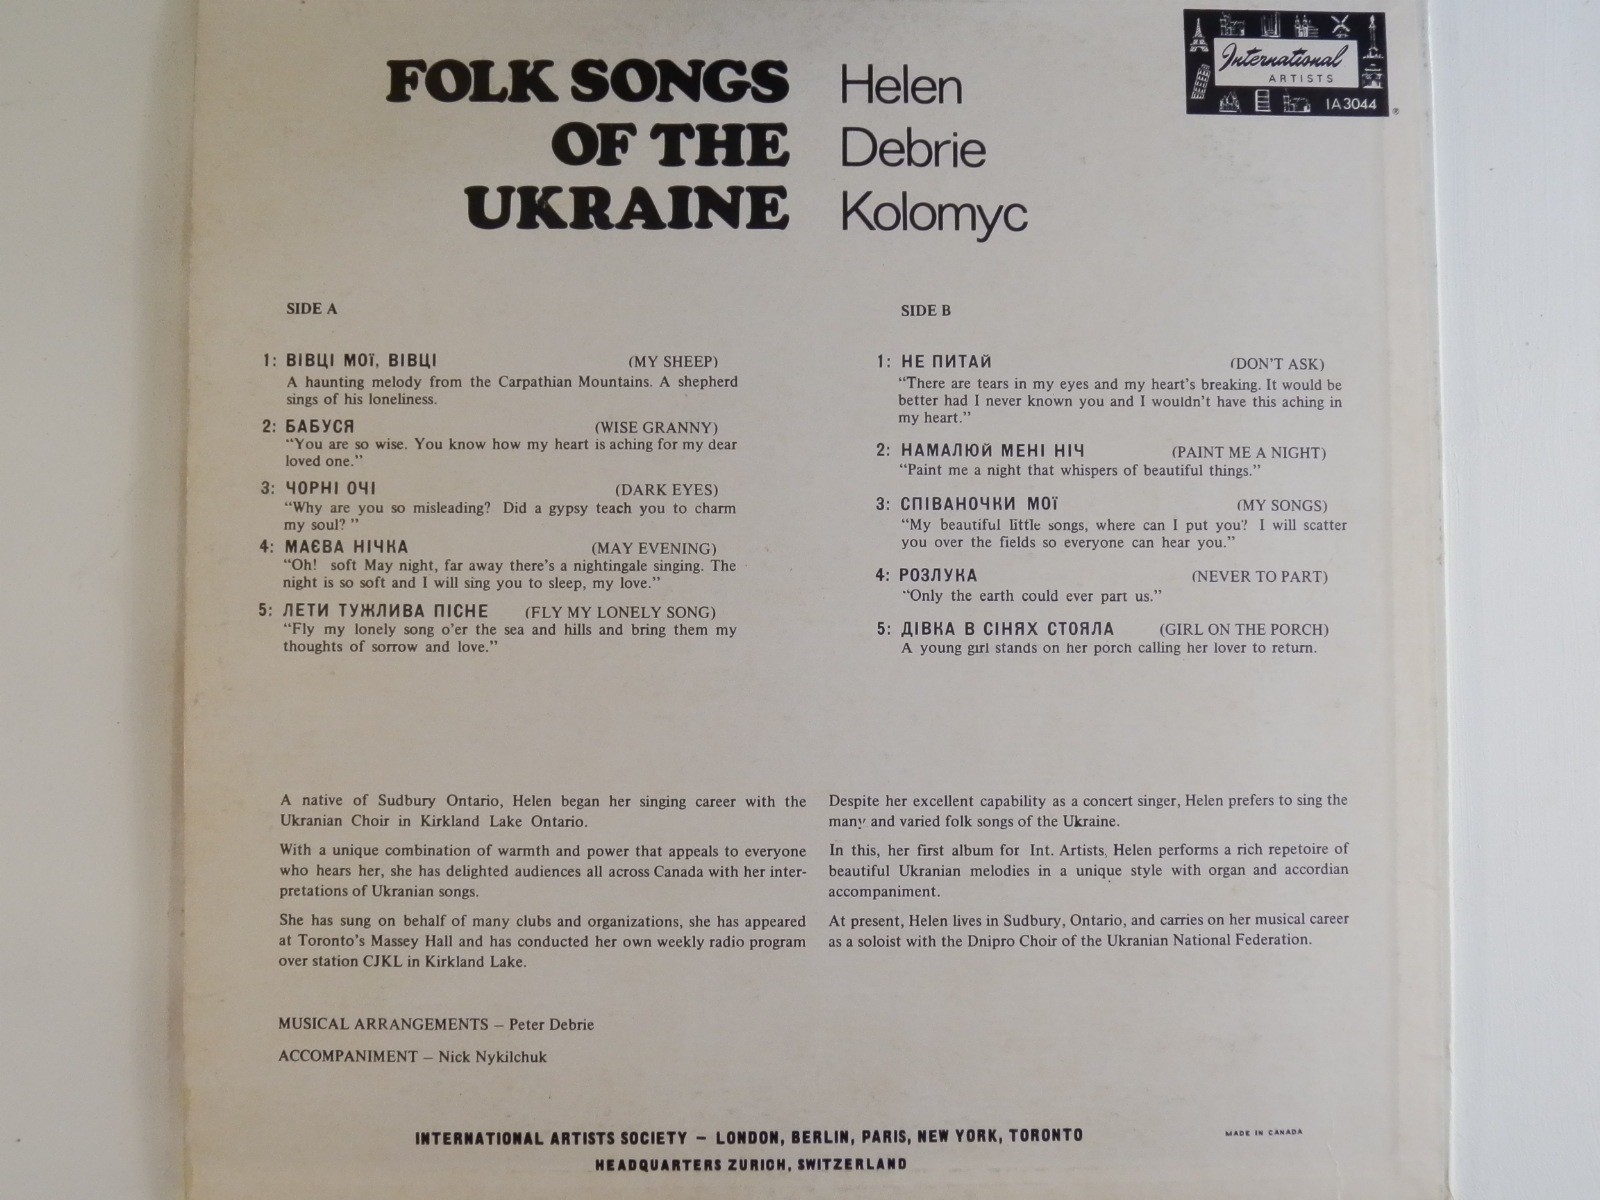 FOLK SONGS
OF THE
UKRAINE
Helen
Debrie
Kolomyc
International
ARTISTS
IA 3044
®
SIDE A
1: ВІВЦІ МОЇ, ВІВЦІ (MY SHEEP)
A haunting melody from the Carpathian Mountains. A shepherd
sings of his loneliness.
2: БАБУСЯ (WISE GRANNY)
“You are so wise. You know how my heart is aching for my dear
loved one.”
3: ЧОРНІ ОЧІ (DARK EYES)
“Why are you so misleading? Did a gypsy teach you to charm
my soul? ”
4: МАЄВА НІЧКА (MAY EVENING)
“Oh! soft May night, far away there’s a nightingale singing. The
night is so soft and I will sing you to sleep, my love.”
5: ЛЕТИ ТУЖЛИВА ПІСНЕ (FLY MY LONELY SONG)
“Fly my lonely song o’er the sea and hills and bring them my
thoughts of sorrow and love.”
SIDE B
1: НЕ ПИТАЙ (DON’T ASK)
“There are tears in my eyes and my heart’s breaking. It would be
better had I never known you and I wouldn’t have this aching in
my heart.”
2: НАМАЛЮЙ МЕНІ НІЧ (PAINT ME A NIGHT)
“Paint me a night that whispers of beautiful things.”
3: СПІВАНОЧКИ МОЇ (MY SONGS)
“My beautiful little songs, where can I put you? I will scatter
you over the fields so everyone can hear you.”
4: РОЗЛУКА (NEVER TO PART)
“Only the earth could ever part us.”
5: ДІВКА В СІНЯХ СТОЯЛА (GIRL ON THE PORCH)
A young girl stands on her porch calling her lover to return.
A native of Sudbury Ontario, Helen began her singing career with the
Ukranian Choir in Kirkland Lake Ontario.
With a unique combination of warmth and power that appeals to everyone
who hears her, she has delighted audiences all across Canada with her inter-
pretations of Ukranian songs.
She has sung on behalf of many clubs and organizations, she has appeared
at Toronto’s Massey Hall and has conducted her own weekly radio program
over station CJKL in Kirkland Lake.
Despite her excellent capability as a concert singer, Helen prefers to sing the
many and varied folk songs of the Ukraine.
In this, her first album for Int. Artists, Helen performs a rich repetoire of
beautiful Ukranian melodies in a unique style with organ and accordian
accompaniment.
At present, Helen lives in Sudbury, Ontario, and carries on her musical career
as a soloist with the Dnipro Choir of the Ukranian National Federation.
MUSICAL ARRANGEMENTS – Peter Debrie
ACCOMPANIMENT – Nick Nykilchuk
INTERNATIONAL ARTISTS SOCIETY – LONDON, BERLIN, PARIS, NEW YORK, TORONTO
HEADQUARTERS ZURICH, SWITZERLAND
MADE IN CANADA